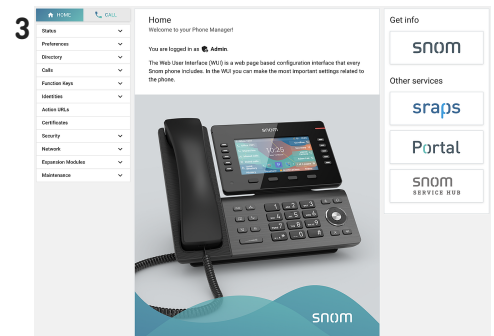 3
HOME
CALL
Status
Preferences
Directory
Calls
Function Keys
Identities
Action URLs
Certificates
Security
Network
Expansion Modules
Maintenance
Home
Welcome to your Phone Manager!
You are logged in as Admin.
The Web User Interface (WUI) is a web page based configuration interface that every
Snom phone includes. In the WUI you can make the most important settings related to
the phone.
snom
10:25
snom
Get info
snom
Other services
sraps
Portal
snom
SERVICE HUB